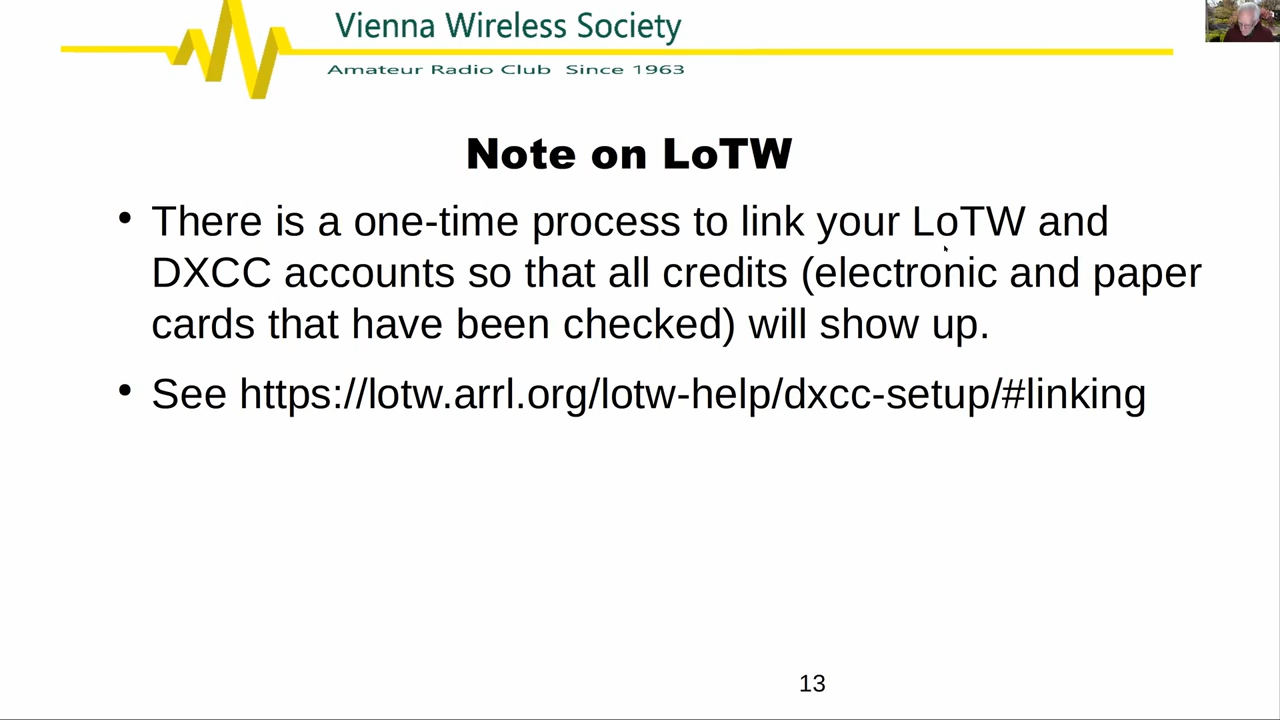 Vienna Wireless Society
Amateur Radio Club Since 1963
Note on LoTW
• There is a one-time process to link your LoTW and
DXCC accounts so that all credits (electronic and paper
cards that have been checked) will show up.
• See https://lotw.arrl.org/lotw-help/dxcc-setup/#linking
13